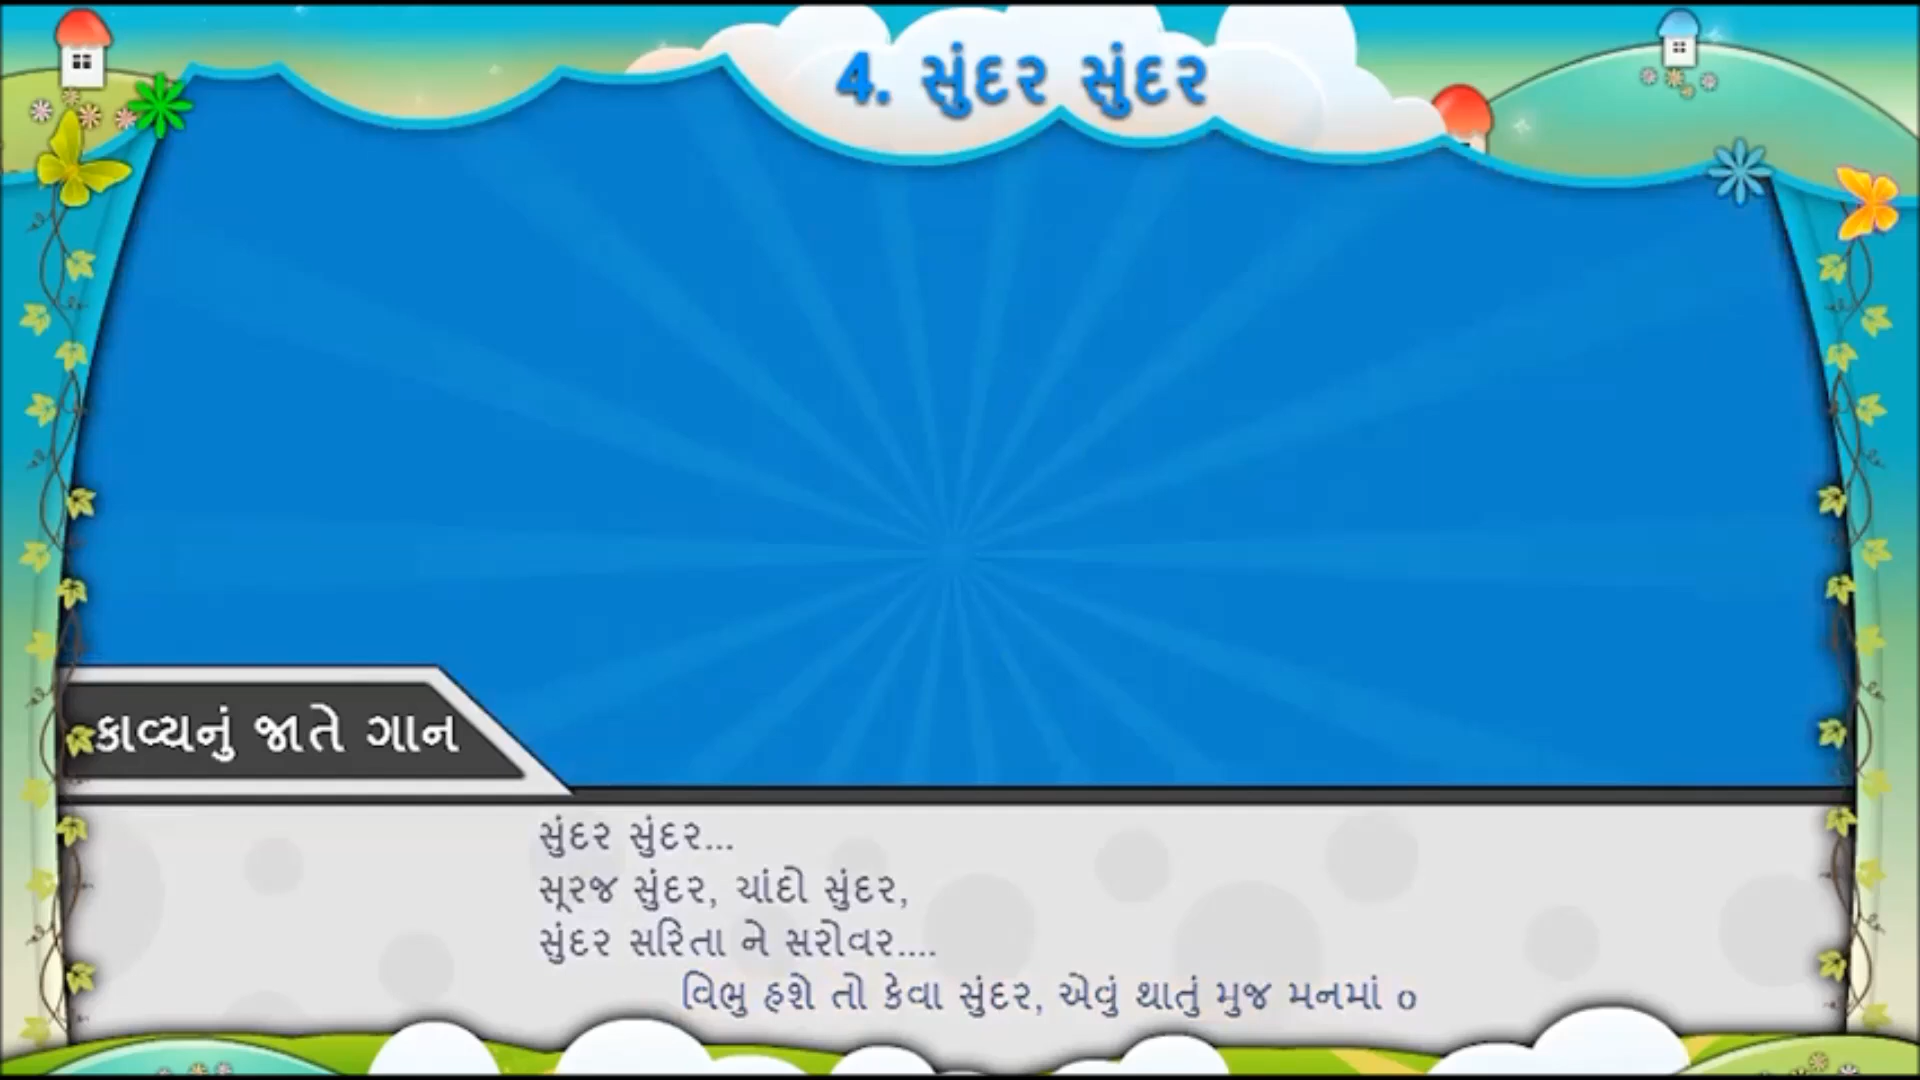 4. સુંદર સુંદર
કાવ્યનું જાતે ગાન
સુંદર સુંદર...
સૂરજ સુંદર, ચાંદો સુંદર,
સુંદર સરિતા ને સરોવર....
વિભુ હશે તો કેવા સુંદર, એવું થાતું મુજ મનમાં ૦